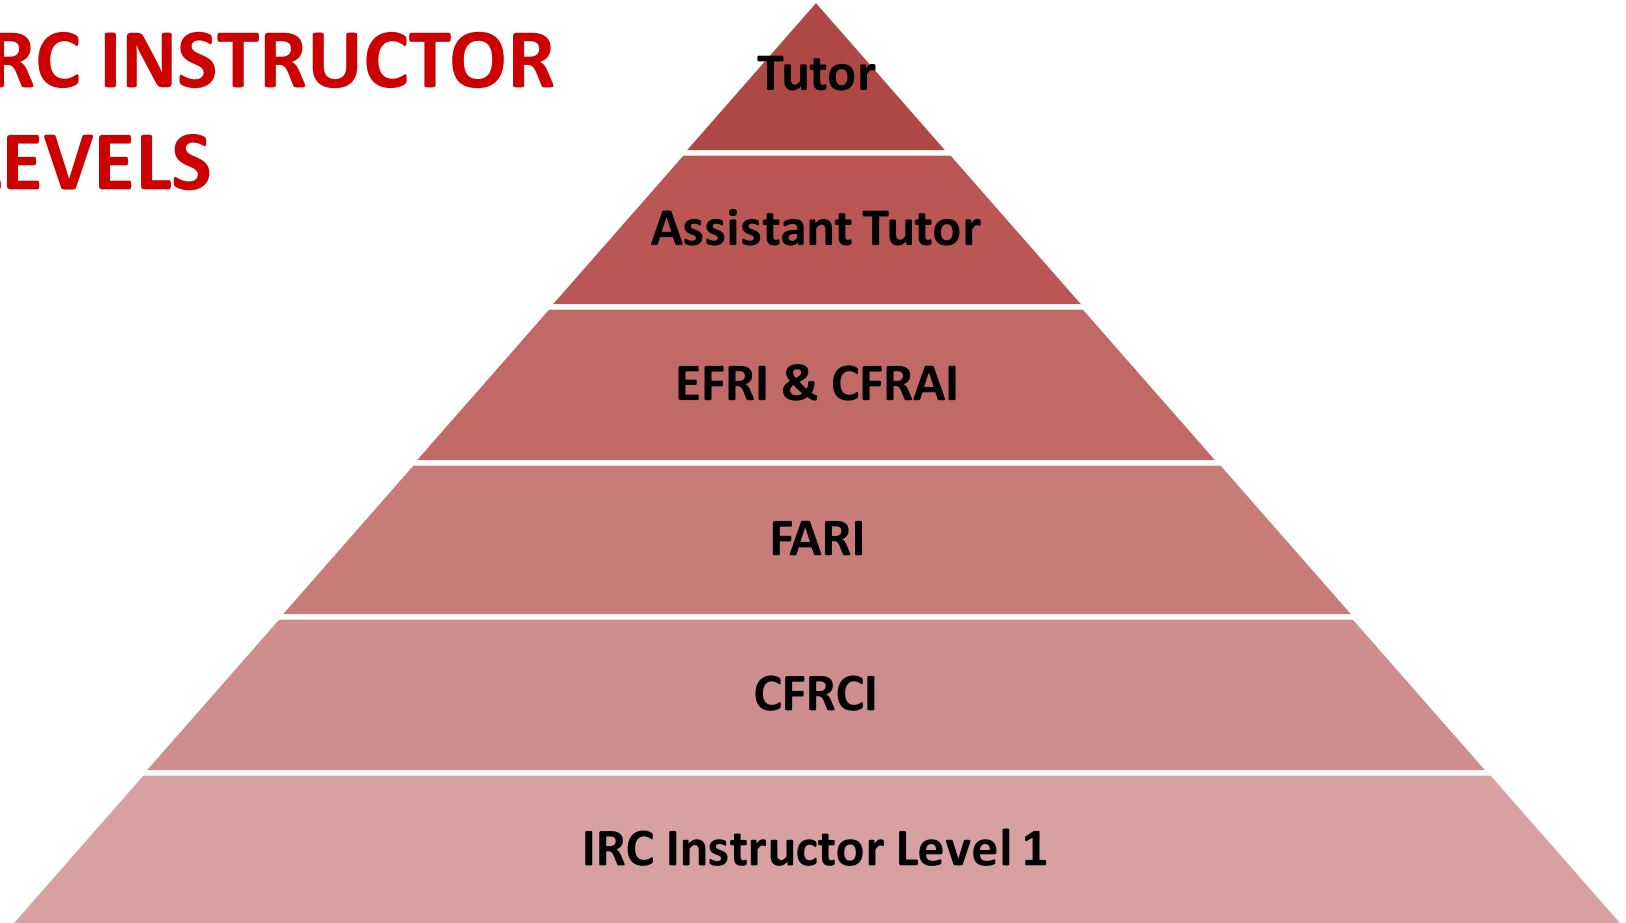 RC INSTRUCTOR
EVELS
Tutor
Assistant Tutor
EFRI & CFRAI
FARI
CFRCI
IRC Instructor Level 1